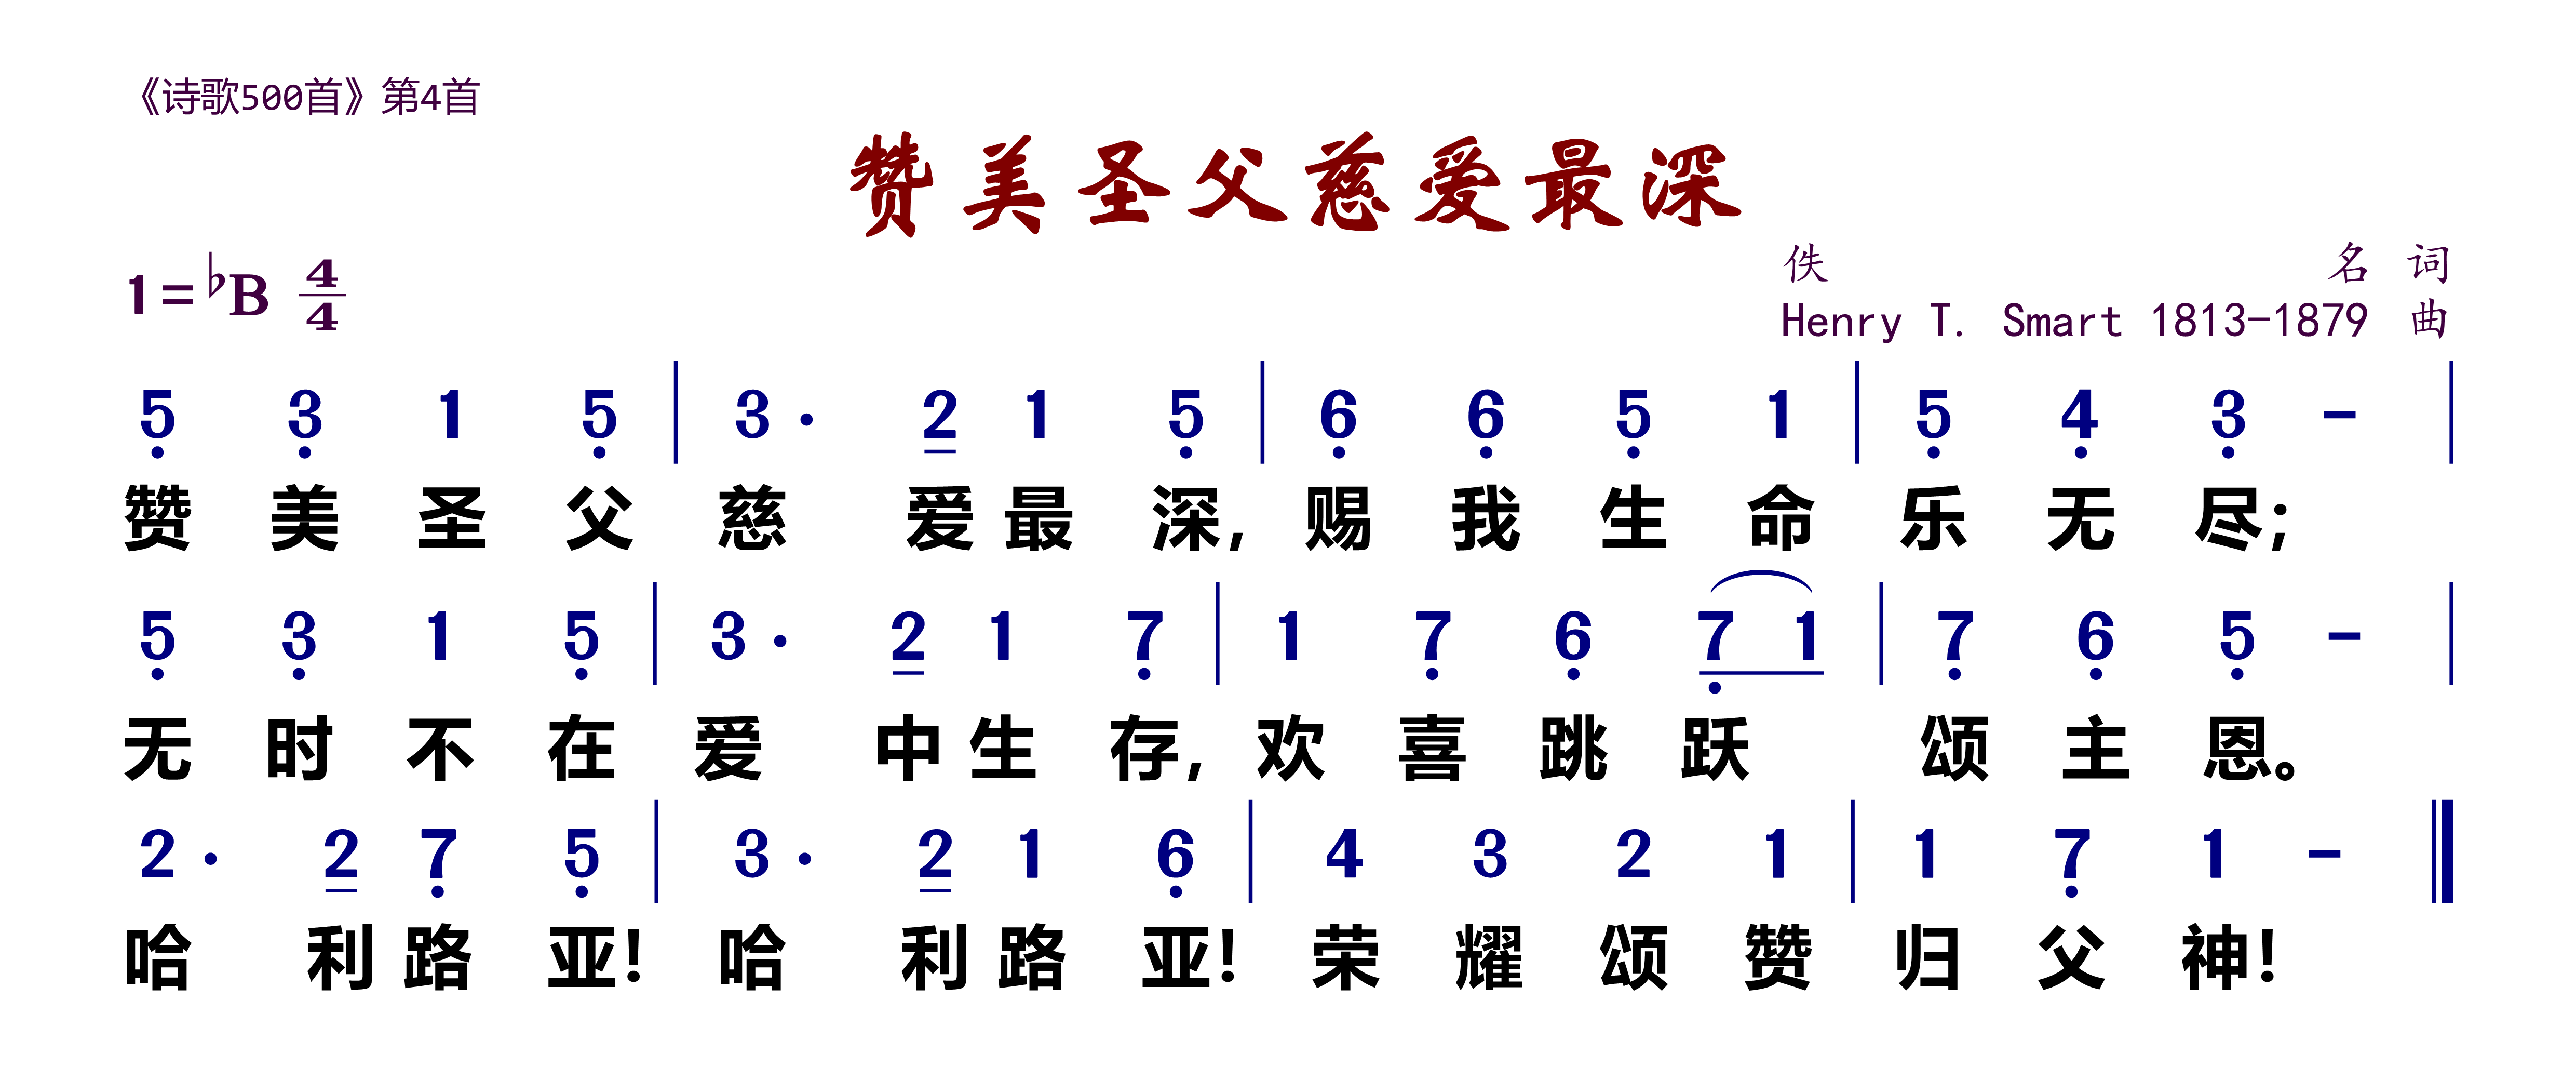 《诗歌500首》第4首
赞美圣父慈爱最深
1=♭B 4/4
佚名 词
Henry T. Smart 1813-1879 曲
5̣ 3̣ 1 5̣ | 3· 2̲ 1 5̣ | 6̣ 6̣ 5̣ 1 | 5̣ 4̣ 3̣ - |
赞 美 圣 父 慈 爱 最 深, 赐 我 生 命 乐 无 尽;
5̣ 3̣ 1 5̣ | 3· 2̲ 1 7̣ | 1 7̣ 6̣ 7̣̲ 1̲ | 7̣ 6̣ 5̣ - |
无 时 不 在 爱 中 生 存, 欢 喜 跳 跃 颂 主 恩。
2· 2̲ 7̣ 5̣ | 3· 2̲ 1 6̣ | 4 3 2 1 | 1 7̣ 1 - ‖
哈 利 路 亚! 哈 利 路 亚! 荣 耀 颂 赞 归 父 神!